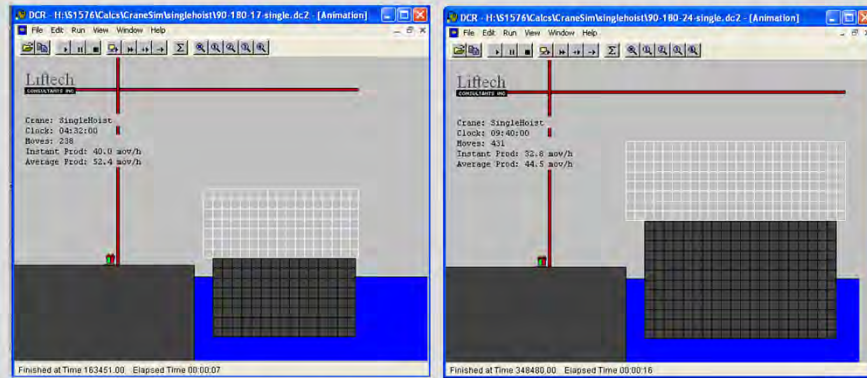 DCR - H:\S1576\Calcs\CraneSim\singlehoist\90-180-17-single.dc2 - [Animation]
File Edit Run View Window Help
Liftech
CONSULTANTS INC
Crane: SingleHoist
Clock: 04:32:00
Moves: 238
Instant Prod: 40.0 mov/h
Average Prod: 52.4 mov/h
Finished at Time 163451.00 Elapsed Time 00:00:07
DCR - H:\S1576\Calcs\CraneSim\singlehoist\90-180-24-single.dc2 - [Animation]
File Edit Run View Window Help
Liftech
CONSULTANTS INC
Crane: SingleHoist
Clock: 09:40:00
Moves: 431
Instant Prod: 32.8 mov/h
Average Prod: 44.5 mov/h
Finished at Time 348480.00 Elapsed Time 00:00:16